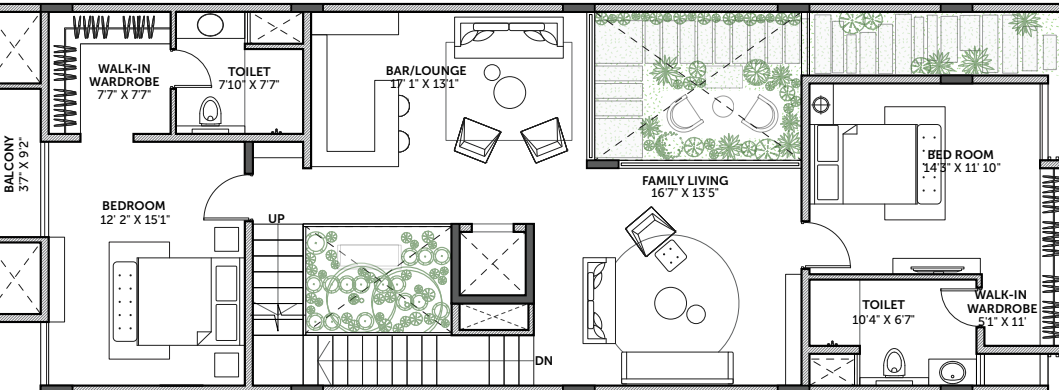 WALK-IN
WARDROBE
7'7" X 7'7"
TOILET
7'10" X 7'7"
BAR/LOUNGE
17' 1" X 13'1"
BALCONY
3'7" X 9'2"
BEDROOM
12' 2" X 15'1"
UP
FAMILY LIVING
16'7" X 13'5"
BED ROOM
14'3" X 11' 10"
TOILET
10'4" X 6'7"
WALK-IN
WARDROBE
5'1" X 11'
DN